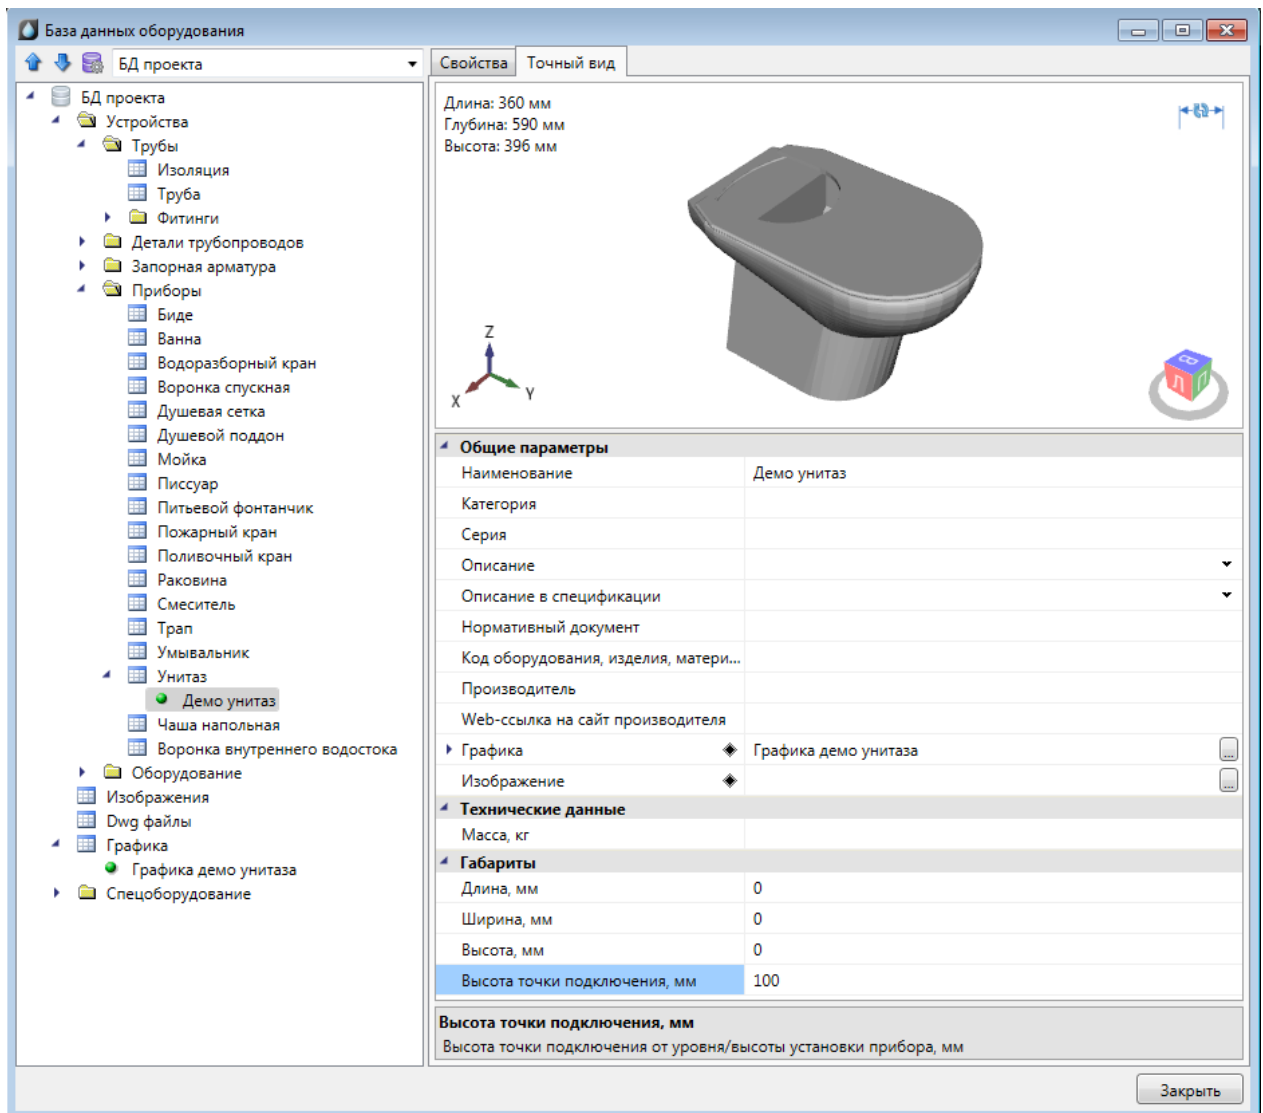 База данных оборудования
БД проекта
БД проекта
Устройства
Трубы
Изоляция
Труба
Фитинги
Детали трубопроводов
Запорная арматура
Приборы
Биде
Ванна
Водоразборный кран
Воронка спускная
Душевая сетка
Душевой поддон
Мойка
Писсуар
Питьевой фонтанчик
Пожарный кран
Поливочный кран
Раковина
Смеситель
Трап
Умывальник
Унитаз
Демо унитаз
Чаша напольная
Воронка внутреннего водостока
Оборудование
Изображения
Dwg файлы
Графика
Графика демо унитаза
Спецоборудование
Свойства Точный вид
Длина: 360 мм
Глубина: 590 мм
Высота: 396 мм
Z
X Y
В
Л П
Общие параметры
Наименование Демо унитаз
Категория
Серия
Описание
Описание в спецификации
Нормативный документ
Код оборудования, изделия, матери...
Производитель
Web-ссылка на сайт производителя
Графика Графика демо унитаза ...
Изображение ...
Технические данные
Масса, кг
Габариты
Длина, мм 0
Ширина, мм 0
Высота, мм 0
Высота точки подключения, мм 100
Высота точки подключения, мм
Высота точки подключения от уровня/высоты установки прибора, мм
Закрыть